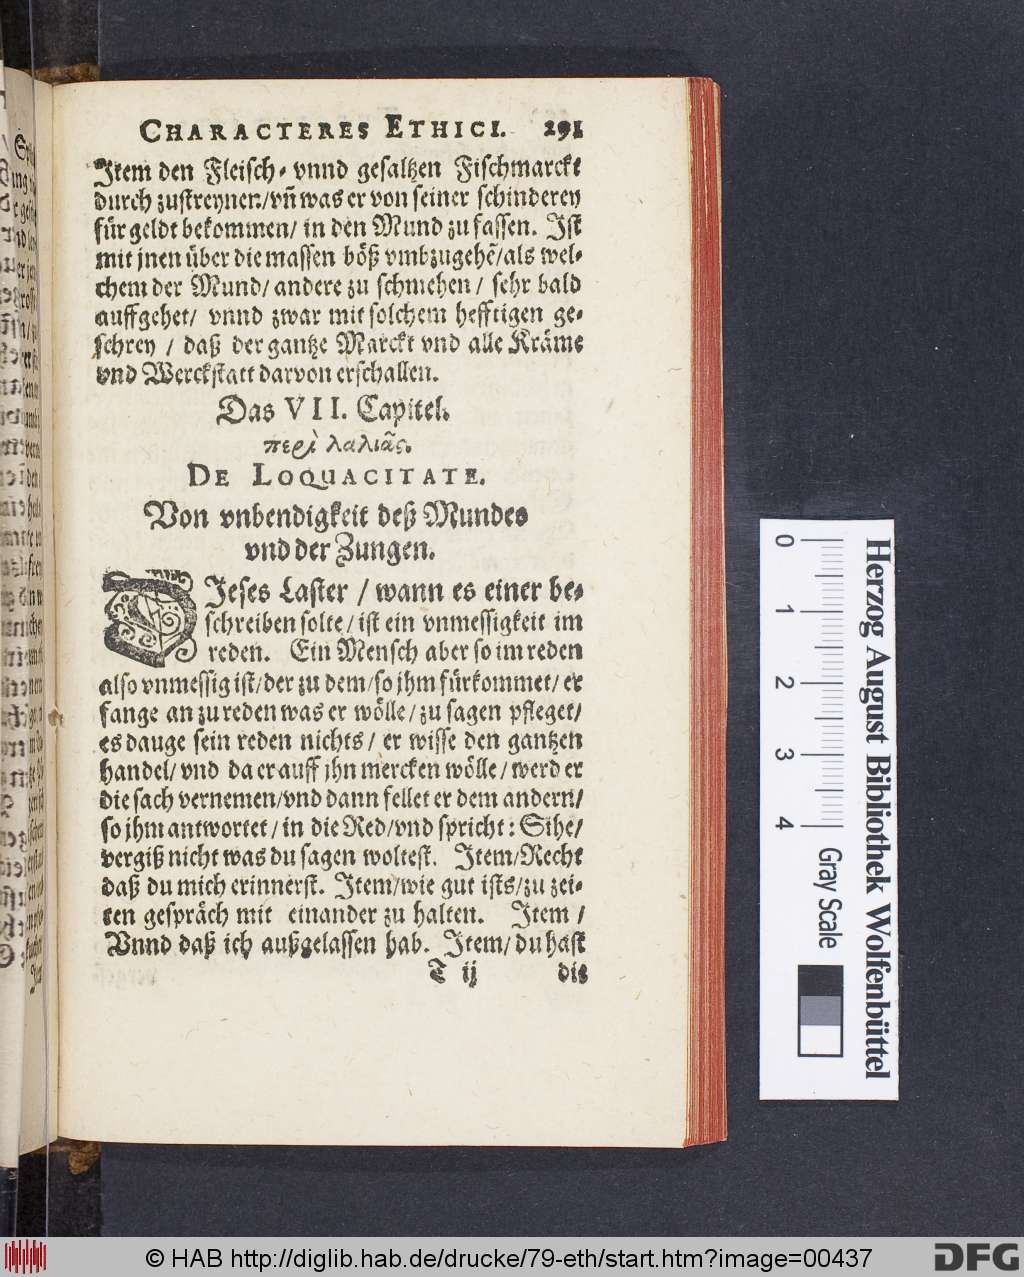 CHARACTERES ETHICI. 291
Item den Fleisch- vnnd gesaltzen Fischmarckt
durch zustreynen/vñ was er von seiner schinderey
für geldt bekommen/ in den Mund zu fassen. Ist
mit jnen über die massen böß vmbzugehẽ/als wel-
chem der Mund/ andere zu schmehen / sehr bald
auffgehet/ vnnd zwar mit solchem hefftigen ge-
schrey / daß der gantze Marckt vnd alle Kräme
vnd Werckstatt darvon erschallen.
Das VII. Capitel.
περὶ λαλιᾶς.
DE LOQUACITATE.
Von vnbendigkeit deß Mundes
vnd der Zungen.
DIeses Laster / wann es einer be-
schreiben solte / ist ein vnmessigkeit im
reden. Ein Mensch aber so im reden
also vnmessig ist/der zu dem/so jhm fürkommet/ er
fange an zu reden was er wölle / zu sagen pfleget/
es dauge sein reden nichts / er wisse den gantzen
handel/ vnd da er auff jhn mercken wölle / werd er
die sach vernemen/vnd dann fellet er dem andern/
so jhm antwortet / in die Red/vnd spricht: Sihe/
vergiß nicht was du sagen woltest. Item/Recht
daß du mich erinnerst. Item/wie gut ists/zu zei-
ten gespräch mit einander zu halten. Item /
Vnnd daß ich außgelassen hab. Item/ du hast
T ij die
0 1 2 3 4
Gray Scale
Herzog August Bibliothek Wolfenbüttel
© HAB http://diglib.hab.de/drucke/79-eth/start.htm?image=00437
DFG